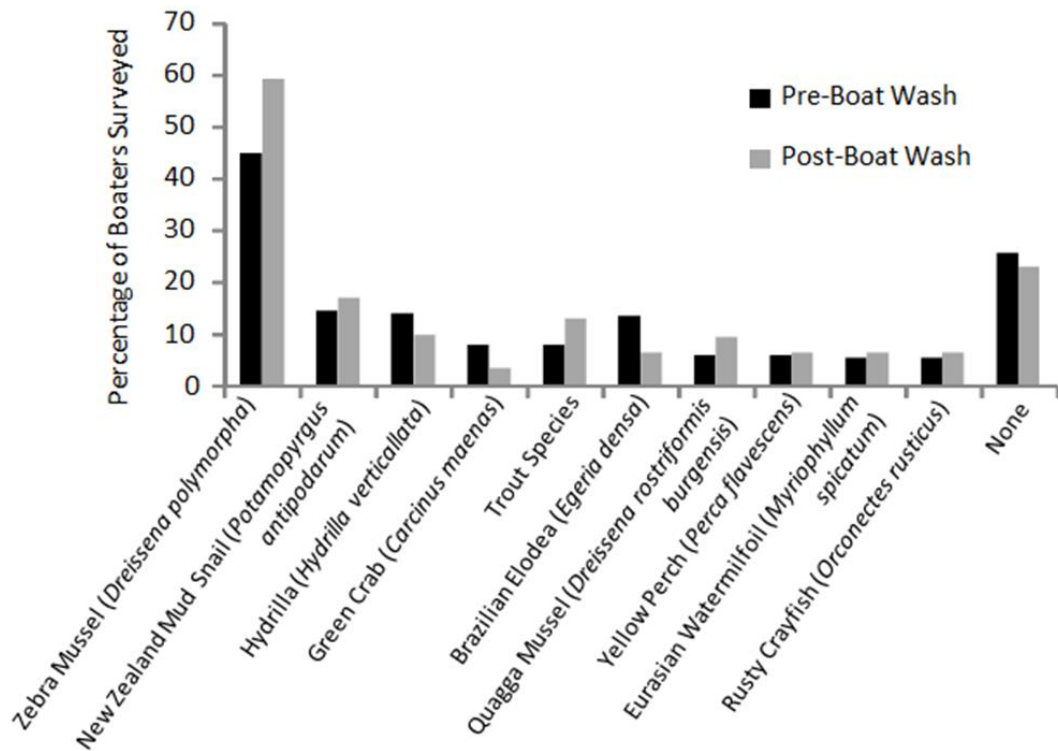 Percentage of Boaters Surveyed
70
60
50
40
30
20
10
0
Pre-Boat Wash
Post-Boat Wash
Zebra Mussel (Dreissena polymorpha)
New Zealand Mud Snail (Potamopyrgus
antipodarum)
Hydrilla (Hydrilla verticallata)
Green Crab (Carcinus maenas)
Trout Species
Brazilian Elodea (Egeria densa)
Quagga Mussel (Dreissena rostriformis
burgensis)
Yellow Perch (Perca flavescens)
Eurasian Watermilfoil (Myriophyllum
spicatum)
Rusty Crayfish (Orconectes rusticus)
None